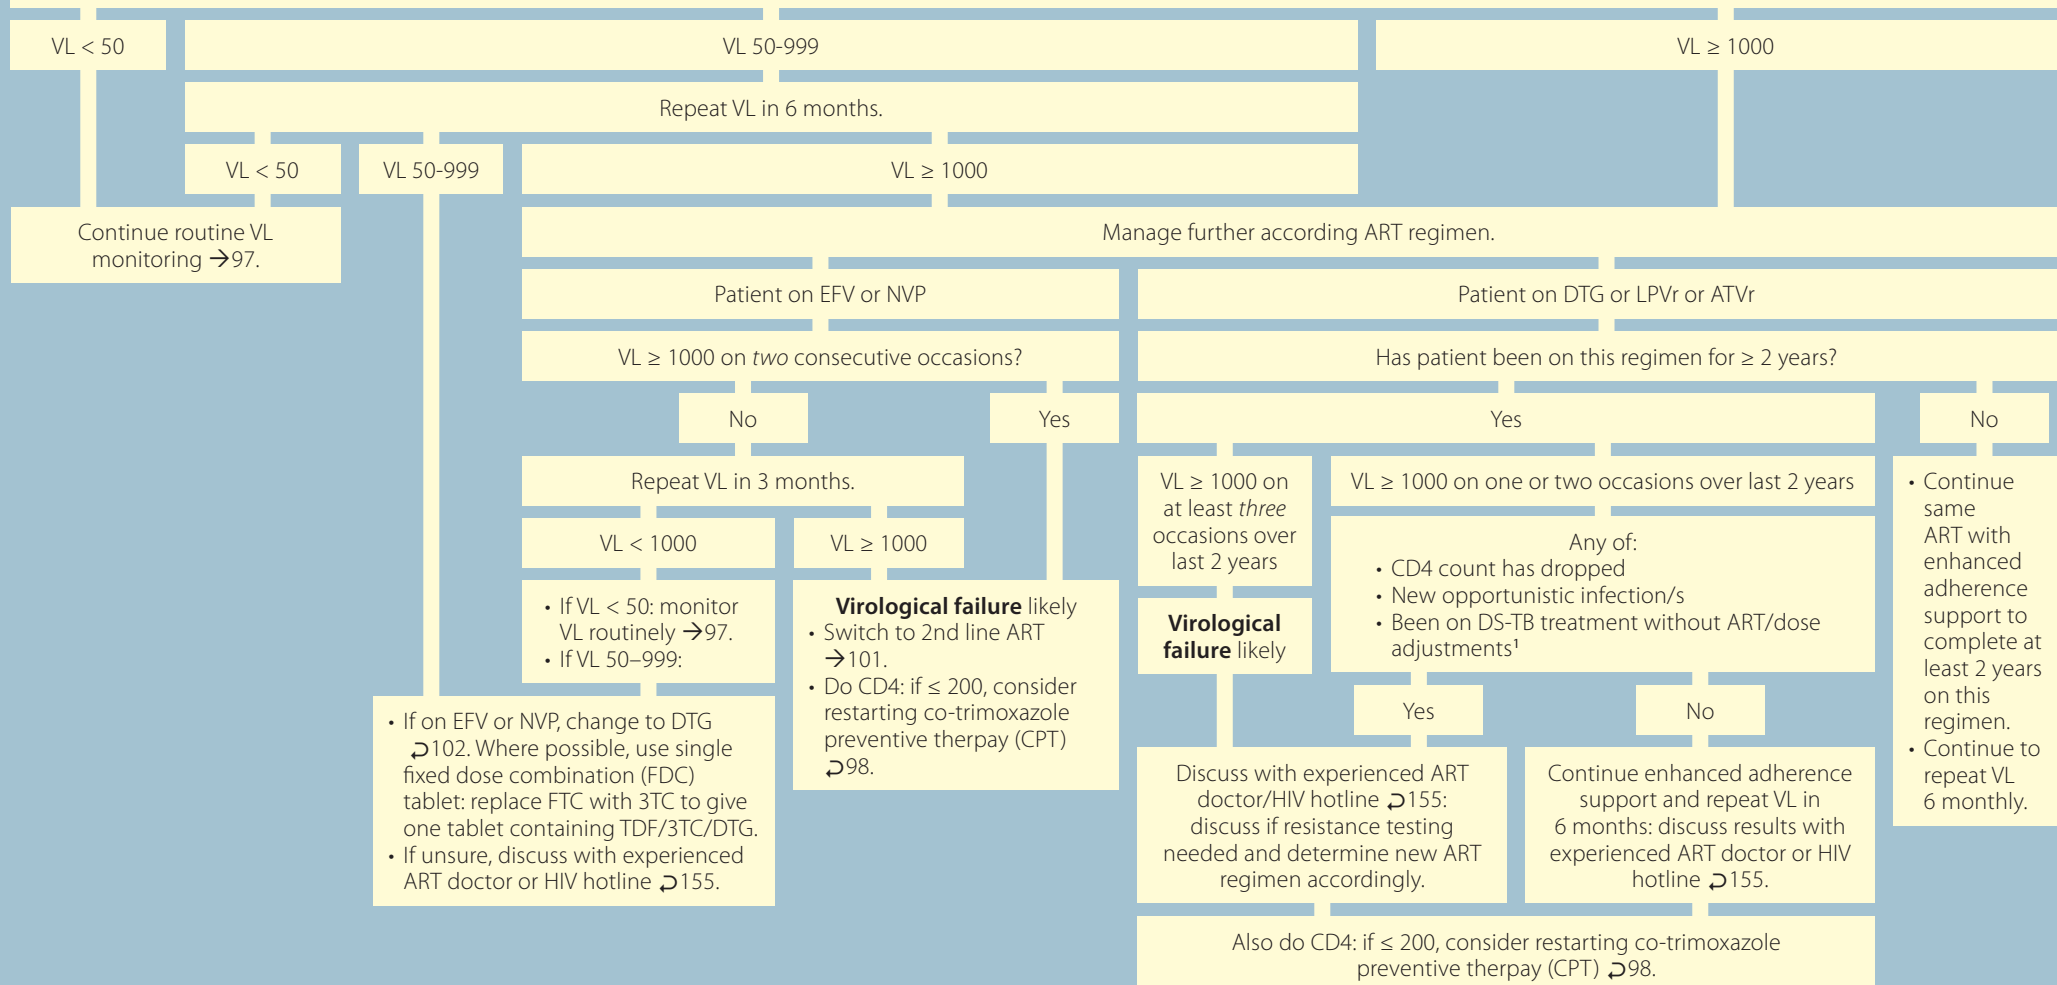 VL < 50
VL 50-999
VL ≥ 1000
Repeat VL in 6 months.
VL < 50
VL 50-999
VL ≥ 1000
Continue routine VL
monitoring →97.
Manage further according ART regimen.
Patient on EFV or NVP
Patient on DTG or LPVr or ATVr
VL ≥ 1000 on two consecutive occasions?
Has patient been on this regimen for ≥ 2 years?
No
Yes
Yes
No
Repeat VL in 3 months.
VL < 1000
VL ≥ 1000
• If VL < 50: monitor
VL routinely →97.
• If VL 50–999:
Virological failure likely
• Switch to 2nd line ART
→101.
• Do CD4: if ≤ 200, consider
restarting co-trimoxazole
preventive therpay (CPT)
⮌98.
• If on EFV or NVP, change to DTG
⮌102. Where possible, use single
fixed dose combination (FDC)
tablet: replace FTC with 3TC to give
one tablet containing TDF/3TC/DTG.
• If unsure, discuss with experienced
ART doctor or HIV hotline ⮌155.
VL ≥ 1000 on
at least three
occasions over
last 2 years
Virological
failure likely
VL ≥ 1000 on one or two occasions over last 2 years
Any of:
• CD4 count has dropped
• New opportunistic infection/s
• Been on DS-TB treatment without ART/dose
adjustments¹
Yes
No
Discuss with experienced ART
doctor/HIV hotline ⮌155:
discuss if resistance testing
needed and determine new ART
regimen accordingly.
Continue enhanced adherence
support and repeat VL in
6 months: discuss results with
experienced ART doctor or HIV
hotline ⮌155.
Also do CD4: if ≤ 200, consider restarting co-trimoxazole
preventive therpay (CPT) ⮌98.
• Continue
same
ART with
enhanced
adherence
support to
complete at
least 2 years
on this
regimen.
• Continue to
repeat VL
6 monthly.